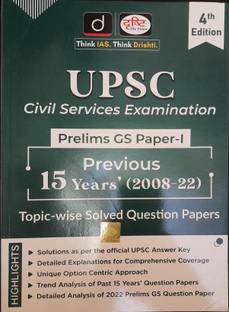 4th
Edition
दृष्टि
The Vision
Think IAS. Think Drishti.
UPSC
Civil Services Examination
Prelims GS Paper-I
Previous
15 Years' (2008-22)
Topic-wise Solved Question Papers
HIGHLIGHTS
Solutions as per the official UPSC Answer Key
Detailed Explanations for Comprehensive Coverage
Unique Option Centric Approach
Trend Analysis of Past 15 Years' Question Papers
Detailed Analysis of 2022 Prelims GS Question Paper